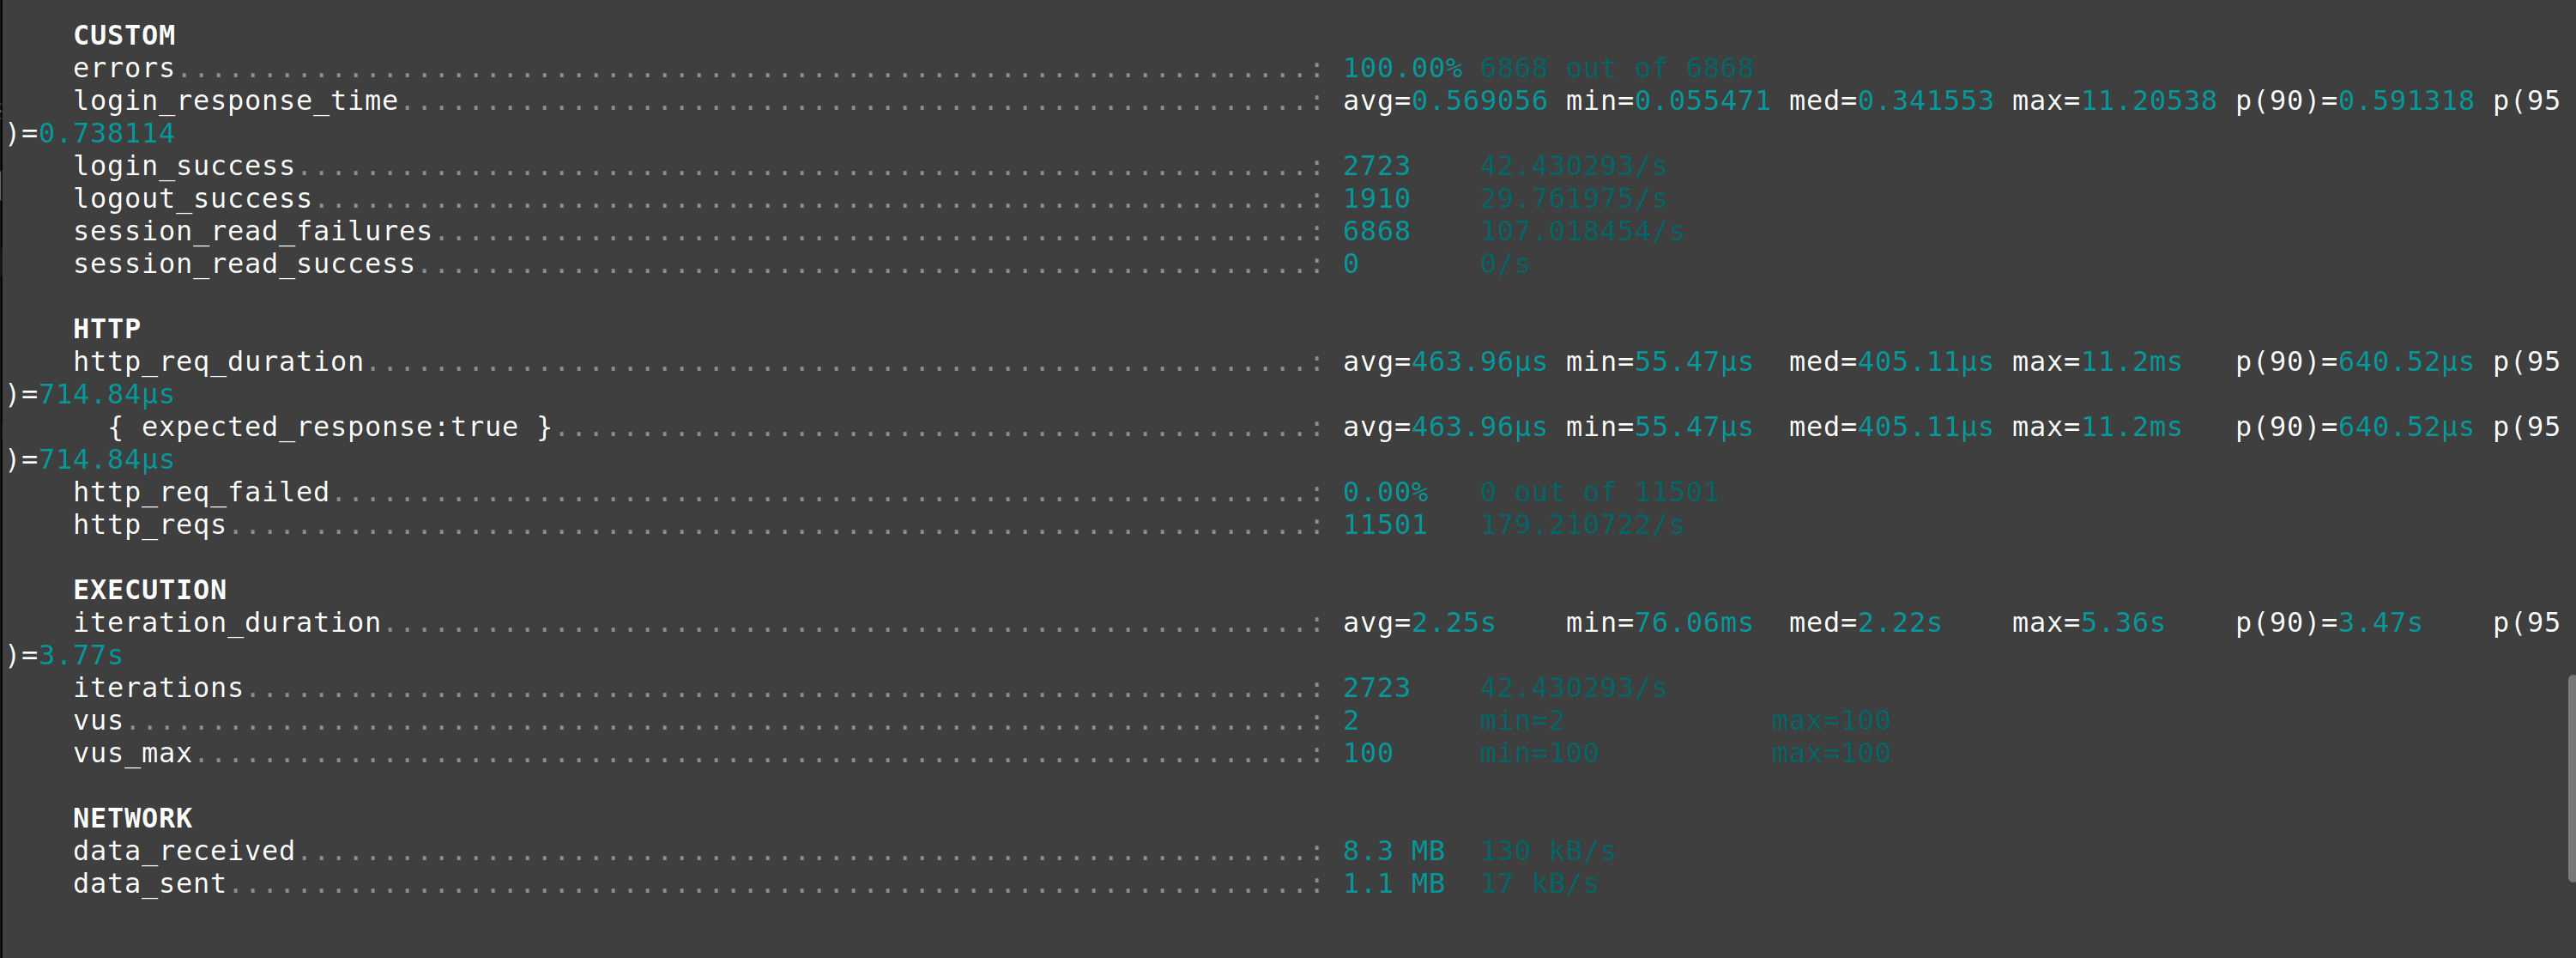 CUSTOM
errors..................................................................: 100.00% 6868 out of 6868
login_response_time.....................................................: avg=0.569056 min=0.055471 med=0.341553 max=11.20538 p(90)=0.591318 p(95
)=0.738114
login_success...........................................................: 2723    42.430293/s
logout_success..........................................................: 1910    29.761975/s
session_read_failures...................................................: 6868    107.018454/s
session_read_success....................................................: 0       0/s
HTTP
http_req_duration.......................................................: avg=463.96µs min=55.47µs  med=405.11µs max=11.2ms   p(90)=640.52µs p(95
)=714.84µs
{ expected_response:true }............................................: avg=463.96µs min=55.47µs  med=405.11µs max=11.2ms   p(90)=640.52µs p(95
)=714.84µs
http_req_failed.........................................................: 0.00%   0 out of 11501
http_reqs...............................................................: 11501   179.210722/s
EXECUTION
iteration_duration......................................................: avg=2.25s    min=76.06ms  med=2.22s    max=5.36s    p(90)=3.47s    p(95
)=3.77s
iterations..............................................................: 2723    42.430293/s
vus.....................................................................: 2       min=2            max=100
vus_max.................................................................: 100     min=100          max=100
NETWORK
data_received...........................................................: 8.3 MB  130 kB/s
data_sent...............................................................: 1.1 MB  17 kB/s